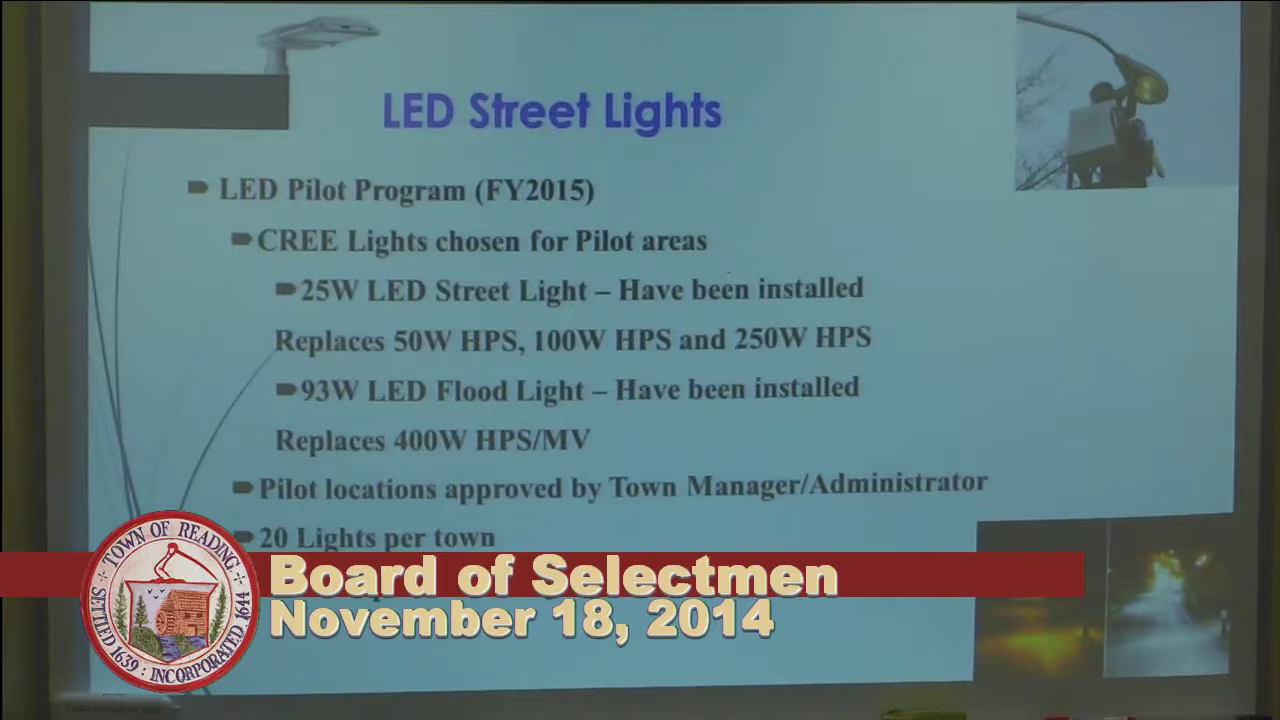 LED Street Lights
LED Pilot Program (FY2015)
CREE Lights chosen for Pilot areas
25W LED Street Light – Have been installed
Replaces 50W HPS, 100W HPS and 250W HPS
93W LED Flood Light – Have been installed
Replaces 400W HPS/MV
Pilot locations approved by Town Manager/Administrator
20 Lights per town
Board of Selectmen
November 18, 2014
TOWN OF READING
SETTLED 1639 : INCORPORATED 1644